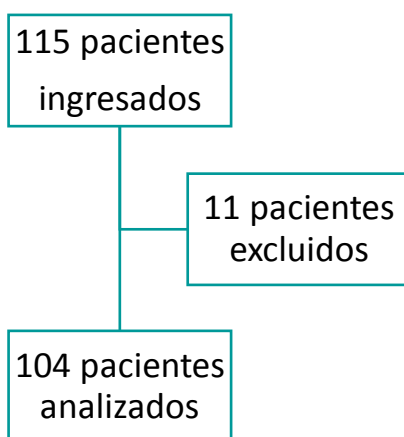 115 pacientes
ingresados
11 pacientes
excluidos
104 pacientes
analizados